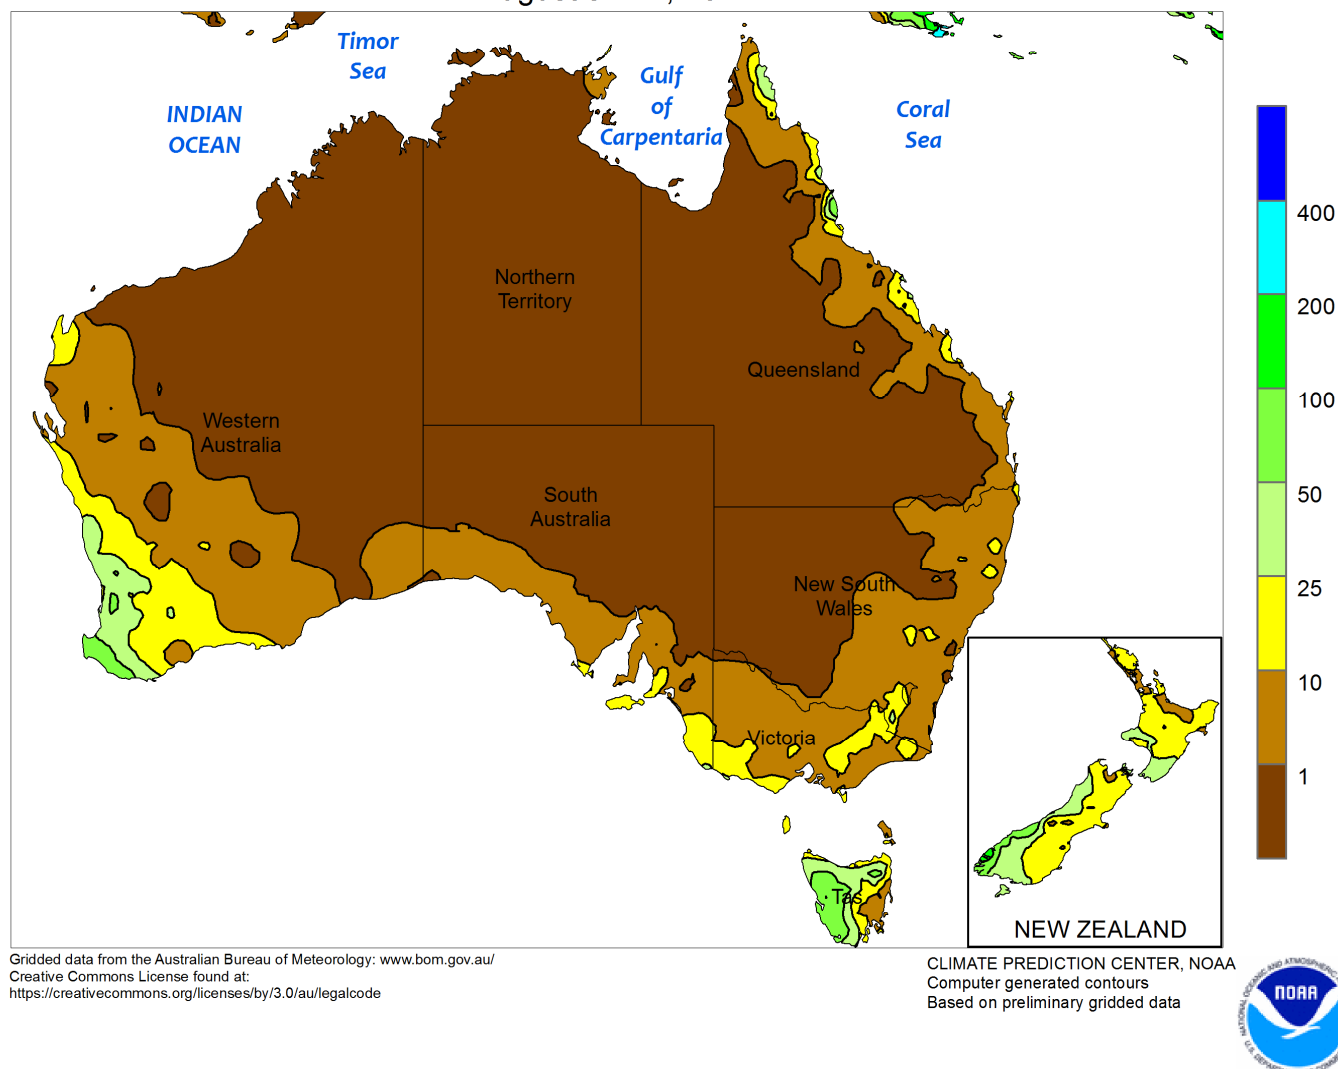 Timor
Sea
INDIAN
OCEAN
Gulf
of
Carpentaria
Coral
Sea
Northern
Territory
Queensland
Western
Australia
South
Australia
New South
Wales
Victoria
Tas
NEW ZEALAND
400
200
100
50
25
10
1
Gridded data from the Australian Bureau of Meteorology: www.bom.gov.au/
Creative Commons License found at:
https://creativecommons.org/licenses/by/3.0/au/legalcode
CLIMATE PREDICTION CENTER, NOAA
Computer generated contours
Based on preliminary gridded data
NOAA